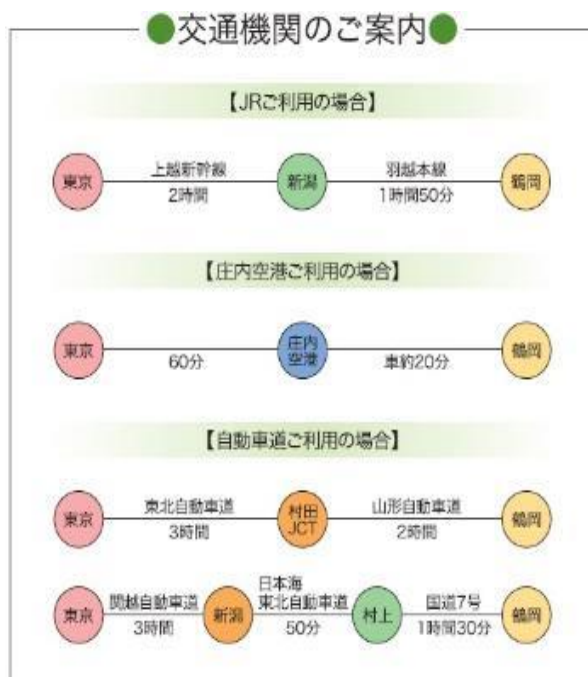 ●交通機関のご案内●
【JRご利用の場合】
東京 上越新幹線 2時間 新潟 羽越本線 1時間50分 鶴岡
【庄内空港ご利用の場合】
東京 60分 庄内空港 車約20分 鶴岡
【自動車道ご利用の場合】
東京 東北自動車道 3時間 村田JCT 山形自動車道 2時間 鶴岡
東京 関越自動車道 3時間 新潟 日本海東北自動車道 50分 村上 国道7号 1時間30分 鶴岡